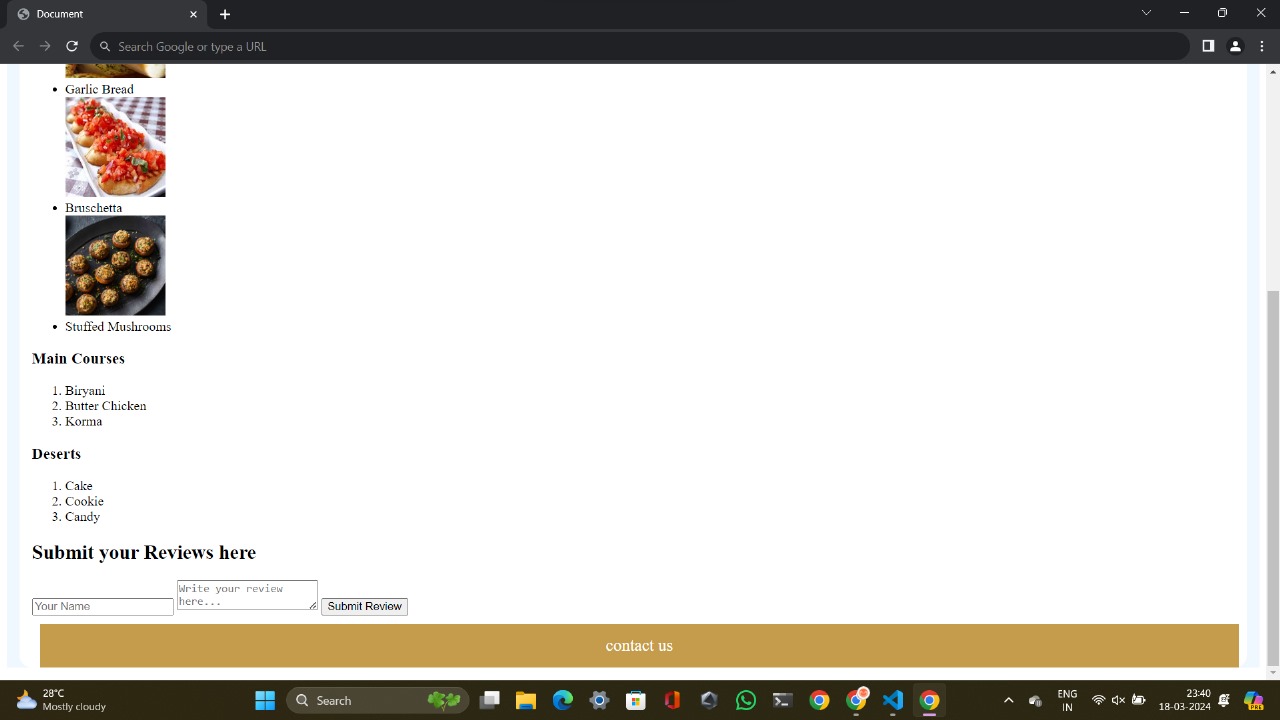 Document
Search Google or type a URL
• Garlic Bread
• Bruschetta
• Stuffed Mushrooms
Main Courses
1. Biryani
2. Butter Chicken
3. Korma
Deserts
1. Cake
2. Cookie
3. Candy
Submit your Reviews here
Write your review
here...
Your Name
Submit Review
contact us
28°C
Mostly cloudy
Search
ENG
IN
23:40
18-03-2024
PRE